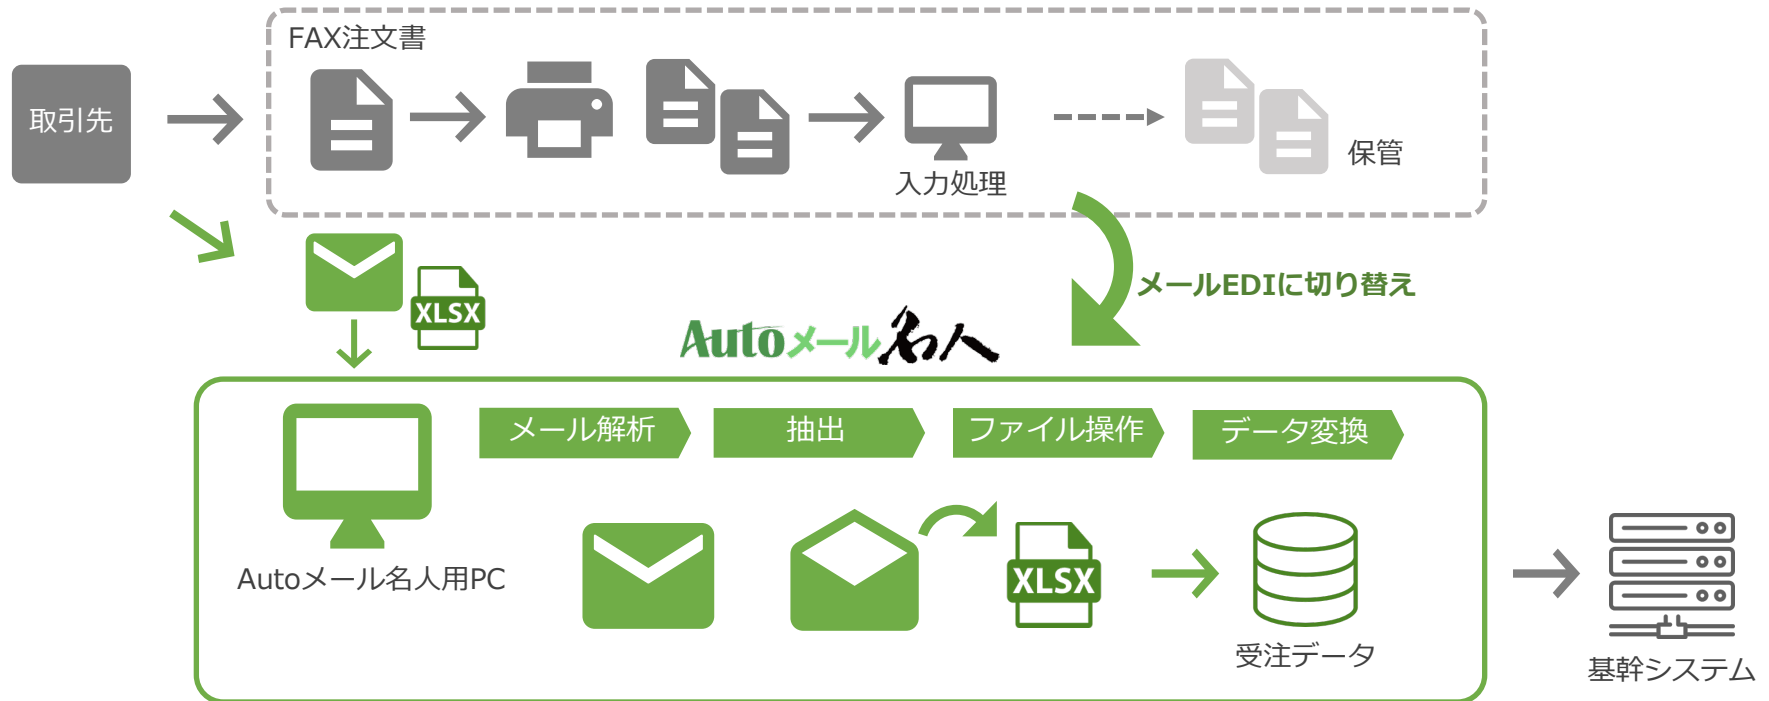 FAX注文書
取引先
入力処理
保管
メールEDIに切り替え
XLSX
Autoメール名人
メール解析
抽出
ファイル操作
データ変換
Autoメール名人用PC
XLSX
受注データ
基幹システム